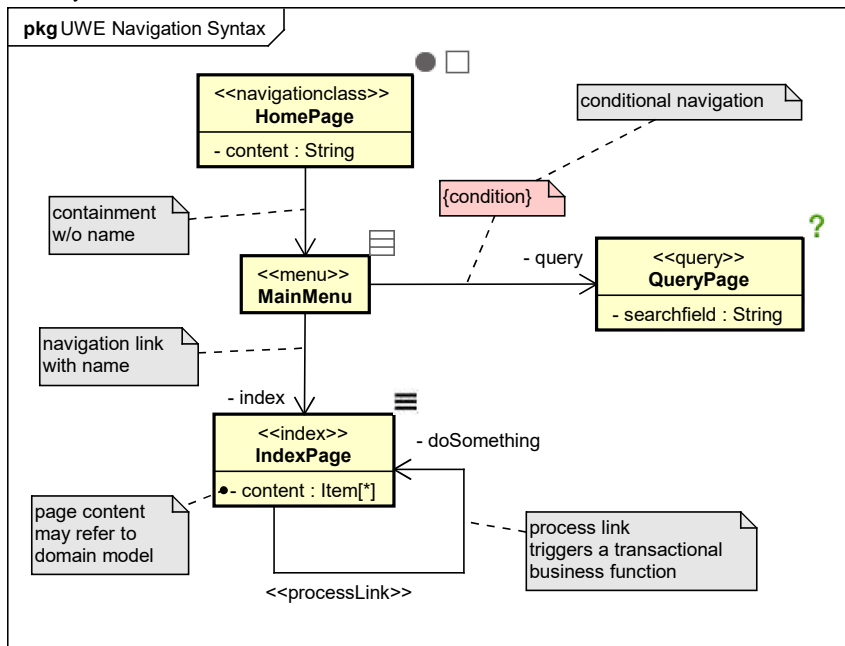 pkg UWE Navigation Syntax
<<navigationclass>>
HomePage
- content : String
conditional navigation
{condition}
containment
w/o name
?
<<menu>>
MainMenu
- query
<<query>>
QueryPage
- searchfield : String
navigation link
with name
- index
<<index>>
IndexPage
- content : Item[*]
- doSomething
page content
may refer to
domain model
process link
triggers a transactional
business function
<<processLink>>